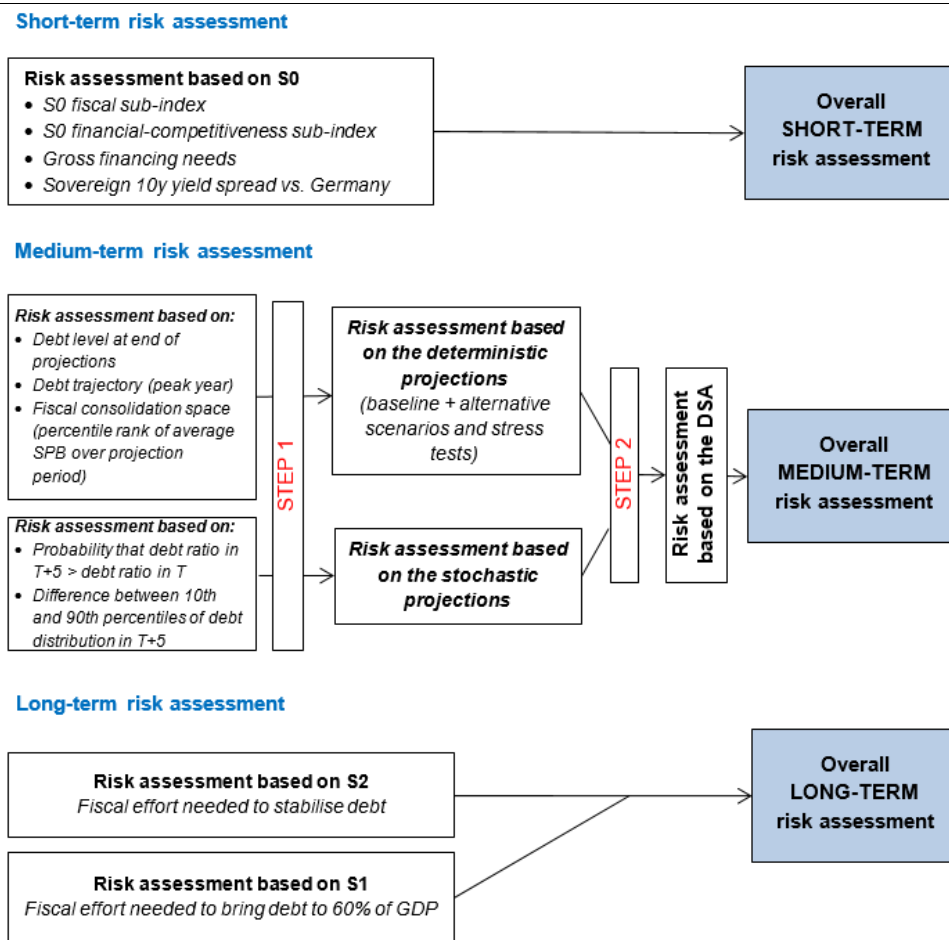 Short-term risk assessment
Risk assessment based on S0
• S0 fiscal sub-index
• S0 financial-competitiveness sub-index
• Gross financing needs
• Sovereign 10y yield spread vs. Germany
Overall
SHORT-TERM
risk assessment
Medium-term risk assessment
Risk assessment based on:
• Debt level at end of
projections
• Debt trajectory (peak year)
• Fiscal consolidation space
(percentile rank of average
SPB over projection
period)
Risk assessment based on:
• Probability that debt ratio in
T+5 > debt ratio in T
• Difference between 10th
and 90th percentiles of debt
distribution in T+5
STEP 1
Risk assessment based
on the deterministic
projections
(baseline + alternative
scenarios and stress
tests)
Risk assessment based
on the stochastic
projections
STEP 2
Risk assessment
based on the DSA
Overall
MEDIUM-TERM
risk assessment
Long-term risk assessment
Risk assessment based on S2
Fiscal effort needed to stabilise debt
Risk assessment based on S1
Fiscal effort needed to bring debt to 60% of GDP
Overall
LONG-TERM
risk assessment